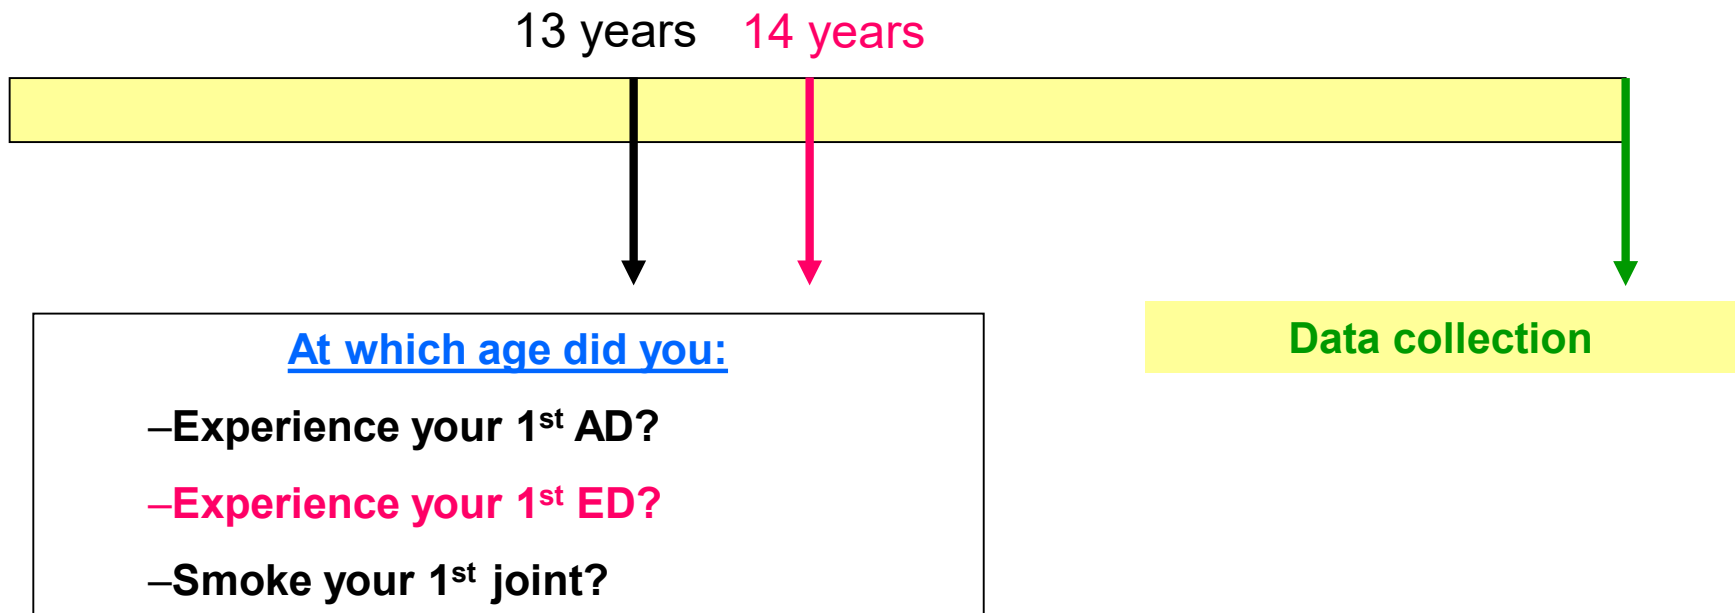 13 years 14 years
At which age did you:
–Experience your 1st AD?
Data collection
–Experience your 1st ED?
–Smoke your 1st joint?